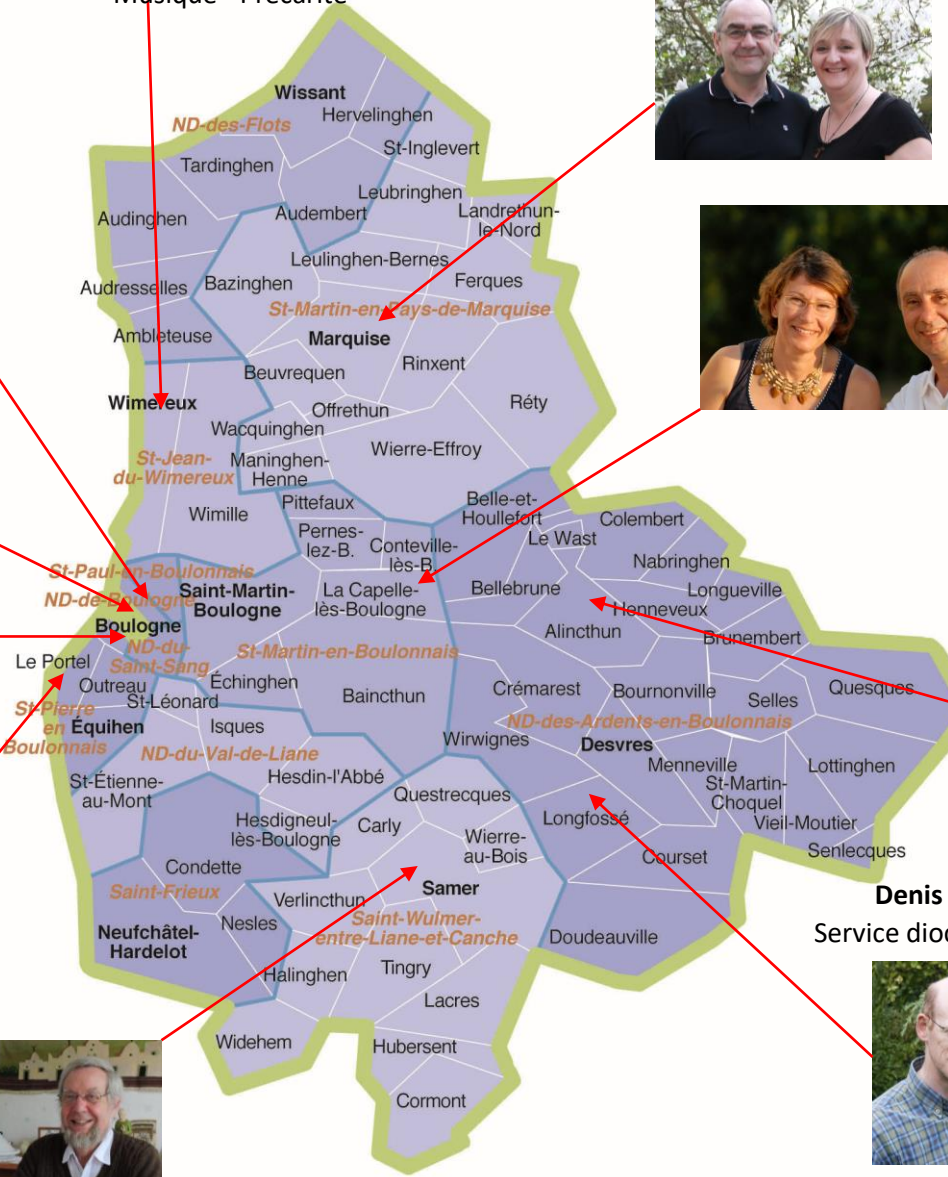 Musique - Précarité
Wissant
Hervelinghen
ND-des-Flots
St-Inglevert
Tardinghen
Leubringhen
Audembert
Landrethun-
le-Nord
Audinghen
Leulinghen-Bernes
Ferques
Bazinghen
Audresselles
St-Martin-en-Pays-de-Marquise
Ambleteuse
Marquise
Rinxent
Beuvrequen
Wimereux
Offrethun
Réty
Wacquinghen
Wierre-Effroy
St-Jean-
du-Wimereux
Maninghen-
Henne
Pittefaux
Belle-et-
Houllefort
Wimille
Colembert
Pernes-
lez-B.
Conteville-
lès-B.
Le Wast
Nabringhen
St-Paul-en-Boulonnais
ND-de-Boulogne
Saint-Martin-
Boulogne
La Capelle-
lès-Boulogne
Bellebrune
Longueville
Henneveux
Boulogne
Alincthun
Brunembert
ND-du-
Saint-Sang
St-Martin-en-Boulonnais
Le Portel
Outreau
Échinghen
Baincthun
Crémarest
Bournonville
Selles
Quesques
St-Léonard
St-Pierre
en
Boulonnais
Équihen
Isques
ND-des-Ardents-en-Boulonnais
Wirwignes
Desvres
ND-du-Val-de-Liane
Menneville
Lottinghen
St-Étienne-
au-Mont
Hesdin-l'Abbé
St-Martin-
Choquel
Questrecques
Hesdigneul-
lès-Boulogne
Carly
Longfossé
Vieil-Moutier
Wierre-
au-Bois
Senlecques
Condette
Courset
Saint-Frieux
Samer
Denis
Verlincthun
Saint-Wulmer-
entre-Liane-et-Canche
Neufchâtel-
Hardelot
Nesles
Doudeauville
Service dioc
Halinghen
Tingry
Lacres
Widehem
Hubersent
Cormont